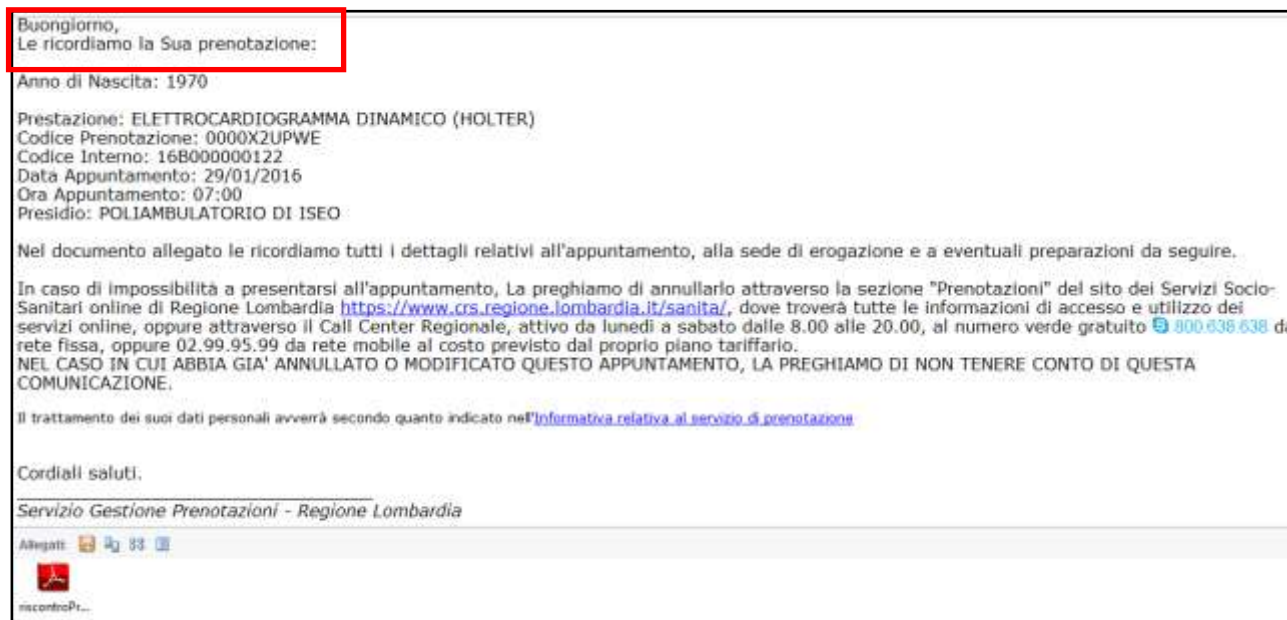 Buongiorno,
Le ricordiamo la Sua prenotazione:
Anno di Nascita: 1970
Prestazione: ELETTROCARDIOGRAMMA DINAMICO (HOLTER)
Codice Prenotazione: 0000X2UPWE
Codice Interno: 16B000000122
Data Appuntamento: 29/01/2016
Ora Appuntamento: 07:00
Presidio: POLIAMBULATORIO DI ISEO
Nel documento allegato le ricordiamo tutti i dettagli relativi all'appuntamento, alla sede di erogazione e a eventuali preparazioni da seguire.
In caso di impossibilità a presentarsi all'appuntamento, La preghiamo di annullarlo attraverso la sezione "Prenotazioni" del sito dei Servizi Socio-
Sanitari online di Regione Lombardia https://www.crs.regione.lombardia.it/sanita/, dove troverà tutte le informazioni di accesso e utilizzo dei
servizi online, oppure attraverso il Call Center Regionale, attivo da lunedì a sabato dalle 8.00 alle 20.00, al numero verde gratuito 800.638.638 da
rete fissa, oppure 02.99.95.99 da rete mobile al costo previsto dal proprio piano tariffario.
NEL CASO IN CUI ABBIA GIA' ANNULLATO O MODIFICATO QUESTO APPUNTAMENTO, LA PREGHIAMO DI NON TENERE CONTO DI QUESTA
COMUNICAZIONE.
Il trattamento dei suoi dati personali avverrà secondo quanto indicato nell'Informativa relativa al servizio di prenotazione
Cordiali saluti.
Servizio Gestione Prenotazioni - Regione Lombardia
Allegati:
riscontroPr...